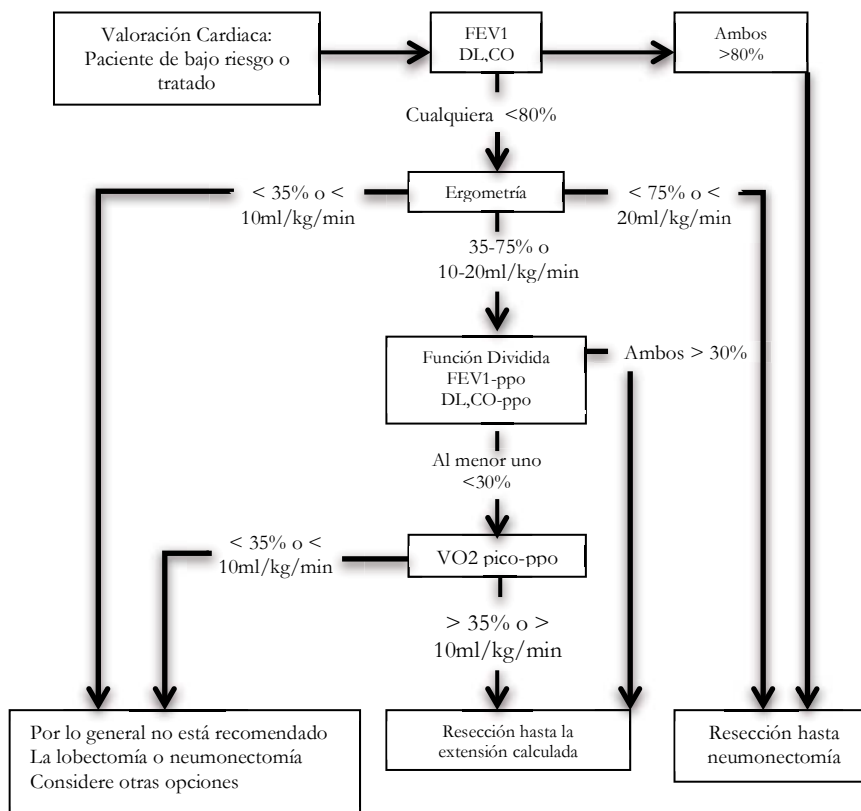 Valoración Cardiaca:
Paciente de bajo riesgo o
tratado
FEV1
DL,CO
Ambos
>80%
Cualquiera <80%
< 35% o <
10ml/kg/min
Ergometría
< 75% o <
20ml/kg/min
35-75% o
10-20ml/kg/min
Función Dividida
FEV1-ppo
DL,CO-ppo
Ambos > 30%
Al menor uno
<30%
< 35% o <
10ml/kg/min
VO2 pico-ppo
> 35% o >
10ml/kg/min
Por lo general no está recomendado
La lobectomía o neumonectomía
Considere otras opciones
Resección hasta la
extensión calculada
Resección hasta
neumonectomía